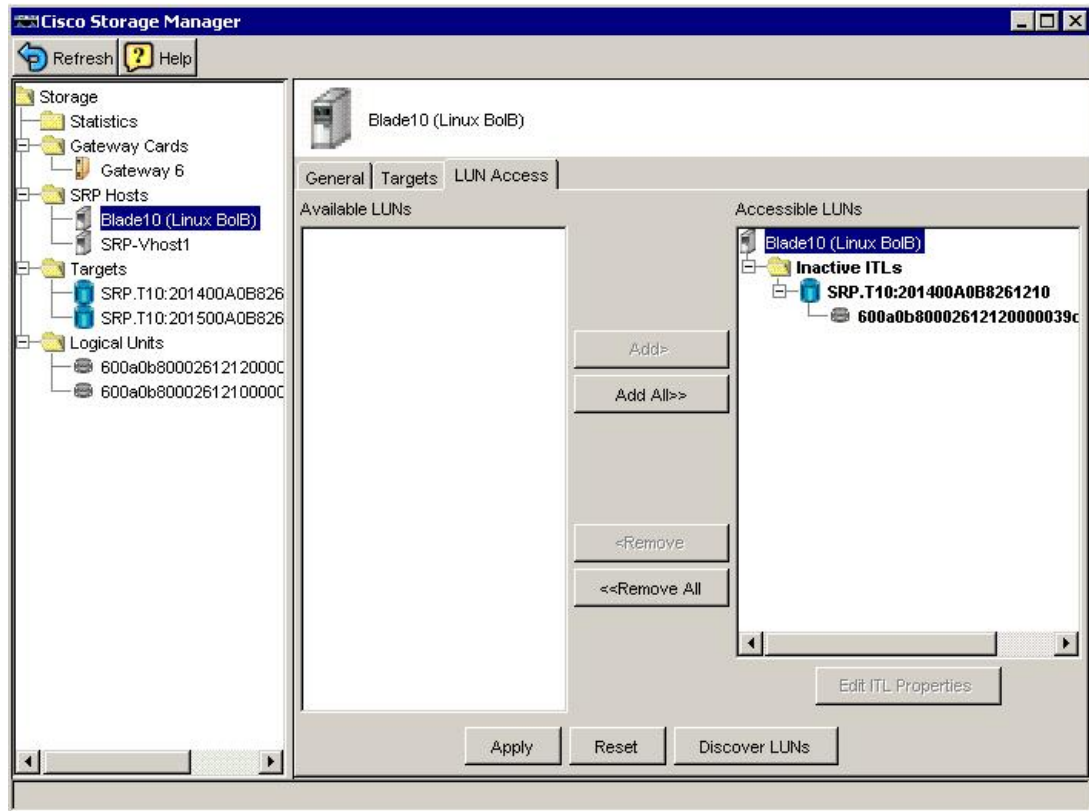 Cisco Storage Manager
Refresh
Help
Storage
Statistics
Gateway Cards
Gateway 6
SRP Hosts
Blade10 (Linux BolB)
SRP-Vhost1
Targets
SRP.T10:201400A0B826
SRP.T10:201500A0B826
Logical Units
600a0b80002612120000
600a0b80002612100000
Blade10 (Linux BolB)
General
Targets
LUN Access
Available LUNs
Add>
Add All>>
<Remove
<<Remove All
Accessible LUNs
Blade10 (Linux BolB)
Inactive ITLs
SRP.T10:201400A0B8261210
600a0b80002612120000039c
Edit ITL Properties
Apply
Reset
Discover LUNs